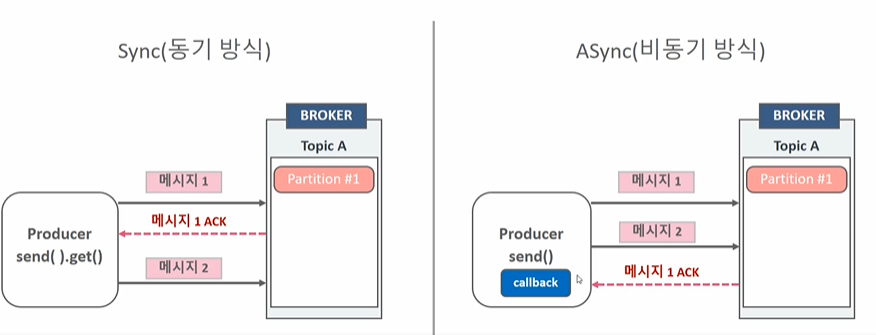 Sync(동기 방식)
BROKER
Topic A
Partition #1
메시지 1
메시지 1 ACK
Producer
send( ).get()
메시지 2
ASync(비동기 방식)
BROKER
Topic A
Partition #1
메시지 1
메시지 2
Producer
send()
callback
메시지 1 ACK